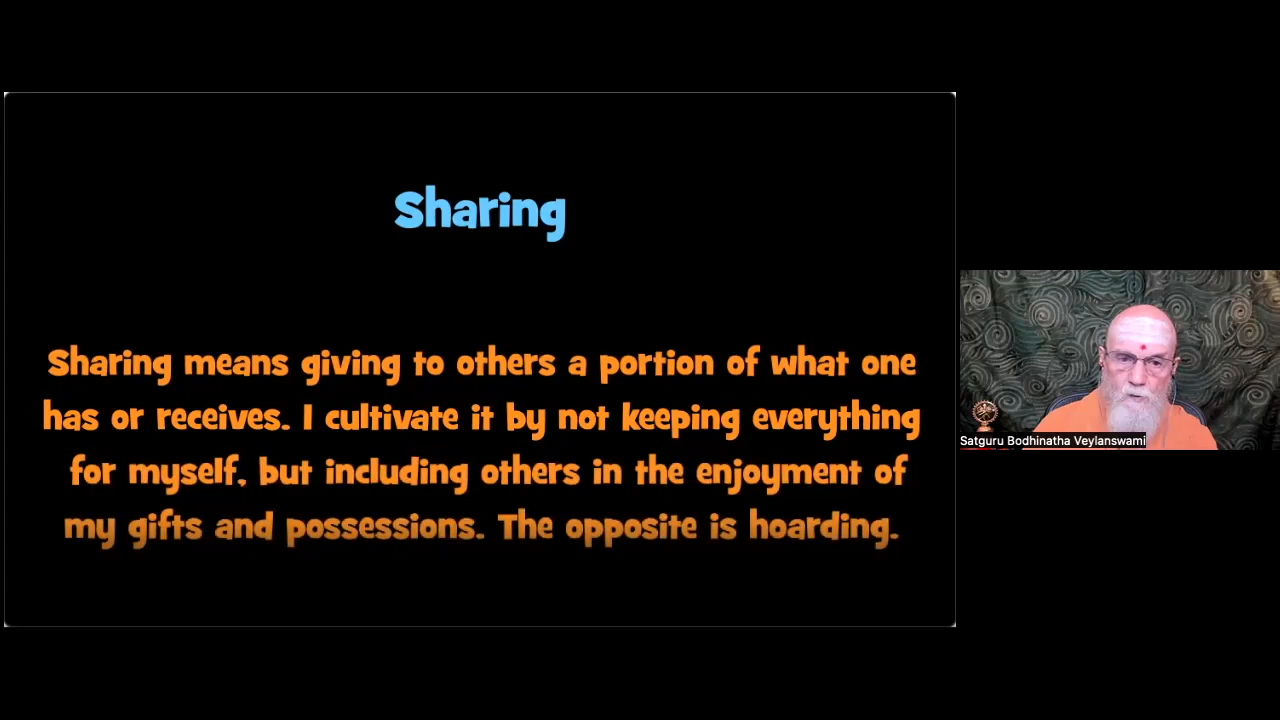 Sharing
Sharing means giving to others a portion of what one
has or receives. I cultivate it by not keeping everything
for myself, but including others in the enjoyment of
my gifts and possessions. The opposite is hoarding.
Satguru Bodhinatha Veylanswami